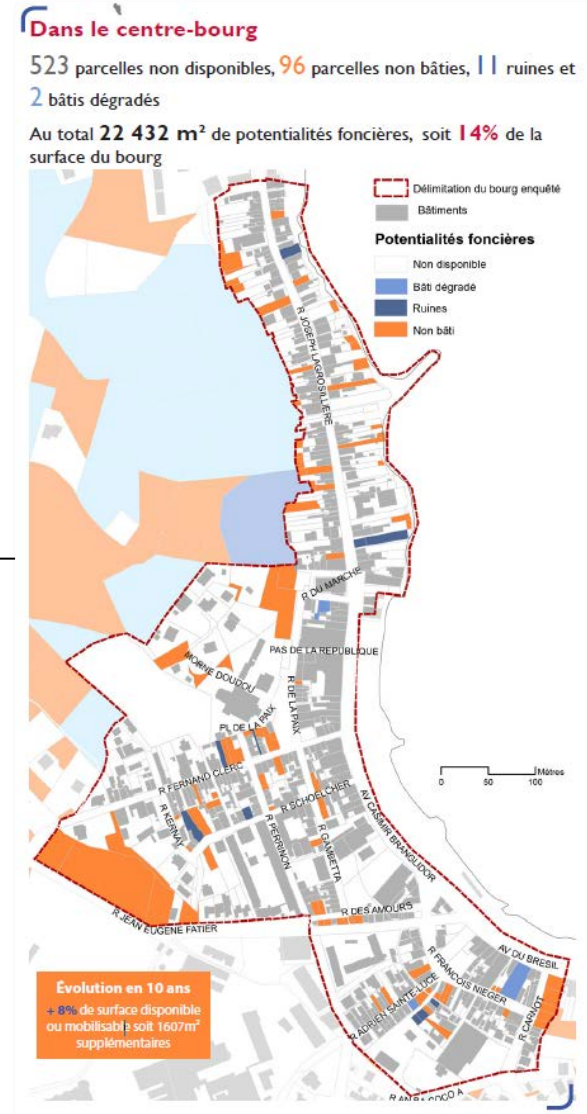 Dans le centre-bourg
523 parcelles non disponibles, 96 parcelles non bâties, 11 ruines et
2 bâtis dégradés
Au total 22 432 m² de potentialités foncières, soit 14% de la
surface du bourg
Délimitation du bourg enquêté
Bâtiments
Potentialités foncières
Non disponible
Bâti dégradé
Ruines
Non bâti
R JOSEPH LAGROSILLIERE
R DU MARCHE
PAS DE LA REPUBLIQUE
MORNE DOUDOU
R DE LA PAIX
PL DE LA PAIX
R FERNAND CLERC
R KERNAY
R SCHOELCHER
R PERRINON
R GAMBETTA
AV CASIMIR BRANGLIDOR
0 50 100 Mètres
R JEAN EUGENE FATIER
R DES AMOURS
AV DU BRESIL
R FRANCOIS NIEGER
R ADRIEN SAINTE-LUCE
R CARNOT
Évolution en 10 ans
+ 8% de surface disponible
ou mobilisable soit 1607m²
supplémentaires